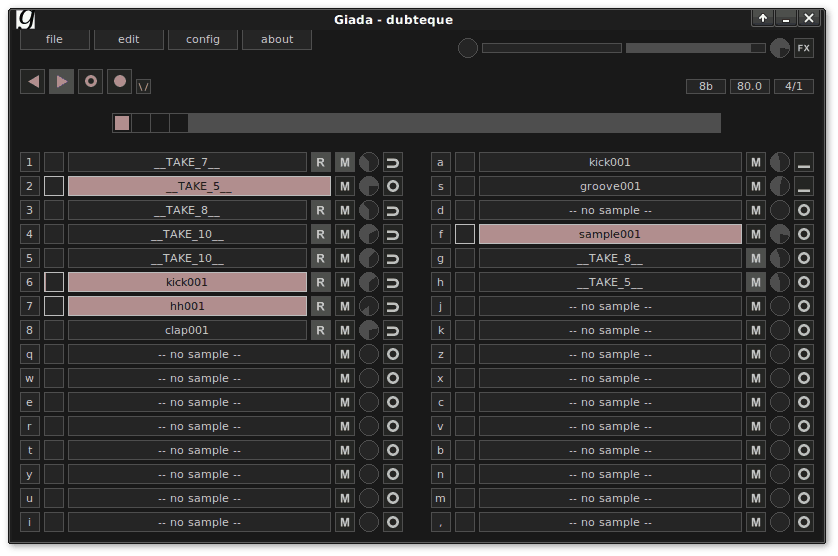 g Giada - dubteque
file edit config about
FX
\/ 8b 80.0 4/1
1 __TAKE_7__ R M
2 __TAKE_5__ M
3 __TAKE_8__ R M
4 __TAKE_10__ R M
5 __TAKE_10__ R M
6 kick001 R M
7 hh001 R M
8 clap001 R M
q -- no sample -- M
w -- no sample -- M
e -- no sample -- M
r -- no sample -- M
t -- no sample -- M
y -- no sample -- M
u -- no sample -- M
i -- no sample -- M
a kick001 M
s groove001 M
d -- no sample -- M
f sample001 M
g __TAKE_8__ M
h __TAKE_5__ M
j -- no sample -- M
k -- no sample -- M
z -- no sample -- M
x -- no sample -- M
c -- no sample -- M
v -- no sample -- M
b -- no sample -- M
n -- no sample -- M
m -- no sample -- M
, -- no sample -- M